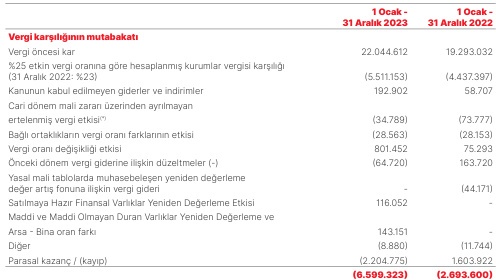 1 Ocak - 1 Ocak -
31 Aralık 2023 31 Aralık 2022
Vergi karşılığının mutabakatı
Vergi öncesi kar 22.044.612 19.293.032
%25 etkin vergi oranına göre hesaplanmış kurumlar vergisi karşılığı
(31 Aralık 2022: %23) (5.511.153) (4.437.397)
Kanunun kabul edilmeyen giderler ve indirimler 192.902 58.707
Cari dönem mali zararı üzerinden ayrılmayan
ertelenmiş vergi etkisi(*) (34.789) (73.777)
Bağlı ortaklıkların vergi oranı farklarının etkisi (28.563) (28.153)
Vergi oranı değişikliği etkisi 801.452 75.293
Önceki dönem vergi giderine ilişkin düzeltmeler (-) (64.720) 163.720
Yasal mali tablolarda muhasebeleşen yeniden değerleme
değer artış fonuna ilişkin vergi gideri - (44.171)
Satılmaya Hazır Finansal Varlıklar Yeniden Değerleme Etkisi 116.052 -
Maddi ve Maddi Olmayan Duran Varlıklar Yeniden Değerleme ve
Arsa - Bina oran farkı 143.151 -
Diğer (8.880) (11.744)
Parasal kazanç / (kayıp) (2.204.775) 1.603.922
(6.599.323) (2.693.600)